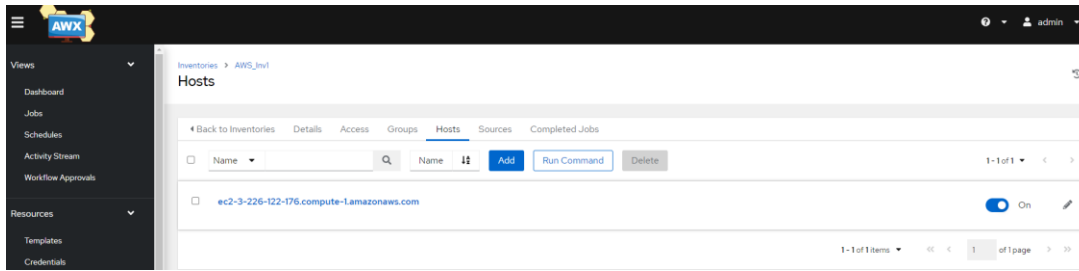 AWX
admin
Views
Dashboard
Jobs
Schedules
Activity Stream
Workflow Approvals
Resources
Templates
Credentials
Inventories > AWS_Inv1
Hosts
Back to Inventories Details Access Groups Hosts Sources Completed Jobs
Name Name Add Run Command Delete 1-1 of 1
ec2-3-226-122-176.compute-1.amazonaws.com On
1-1 of 1 items 1 of 1 page